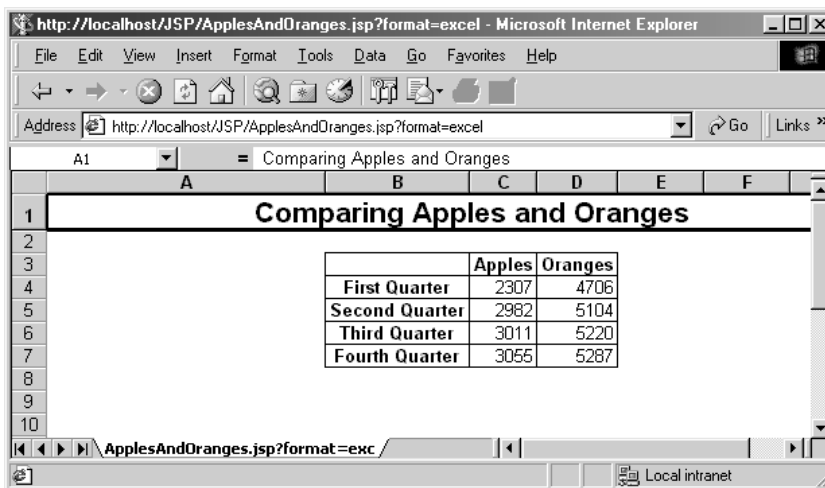 http://localhost/JSP/ApplesAndOranges.jsp?format=excel - Microsoft Internet Explorer
File Edit View Insert Format Tools Data Go Favorites Help
Address http://localhost/JSP/ApplesAndOranges.jsp?format=excel Go Links »
A1 = Comparing Apples and Oranges
A B C D E F
1 Comparing Apples and Oranges
2
3 Apples Oranges
4 First Quarter 2307 4706
5 Second Quarter 2982 5104
6 Third Quarter 3011 5220
7 Fourth Quarter 3055 5287
8
9
10
ApplesAndOranges.jsp?format=exc
Local intranet